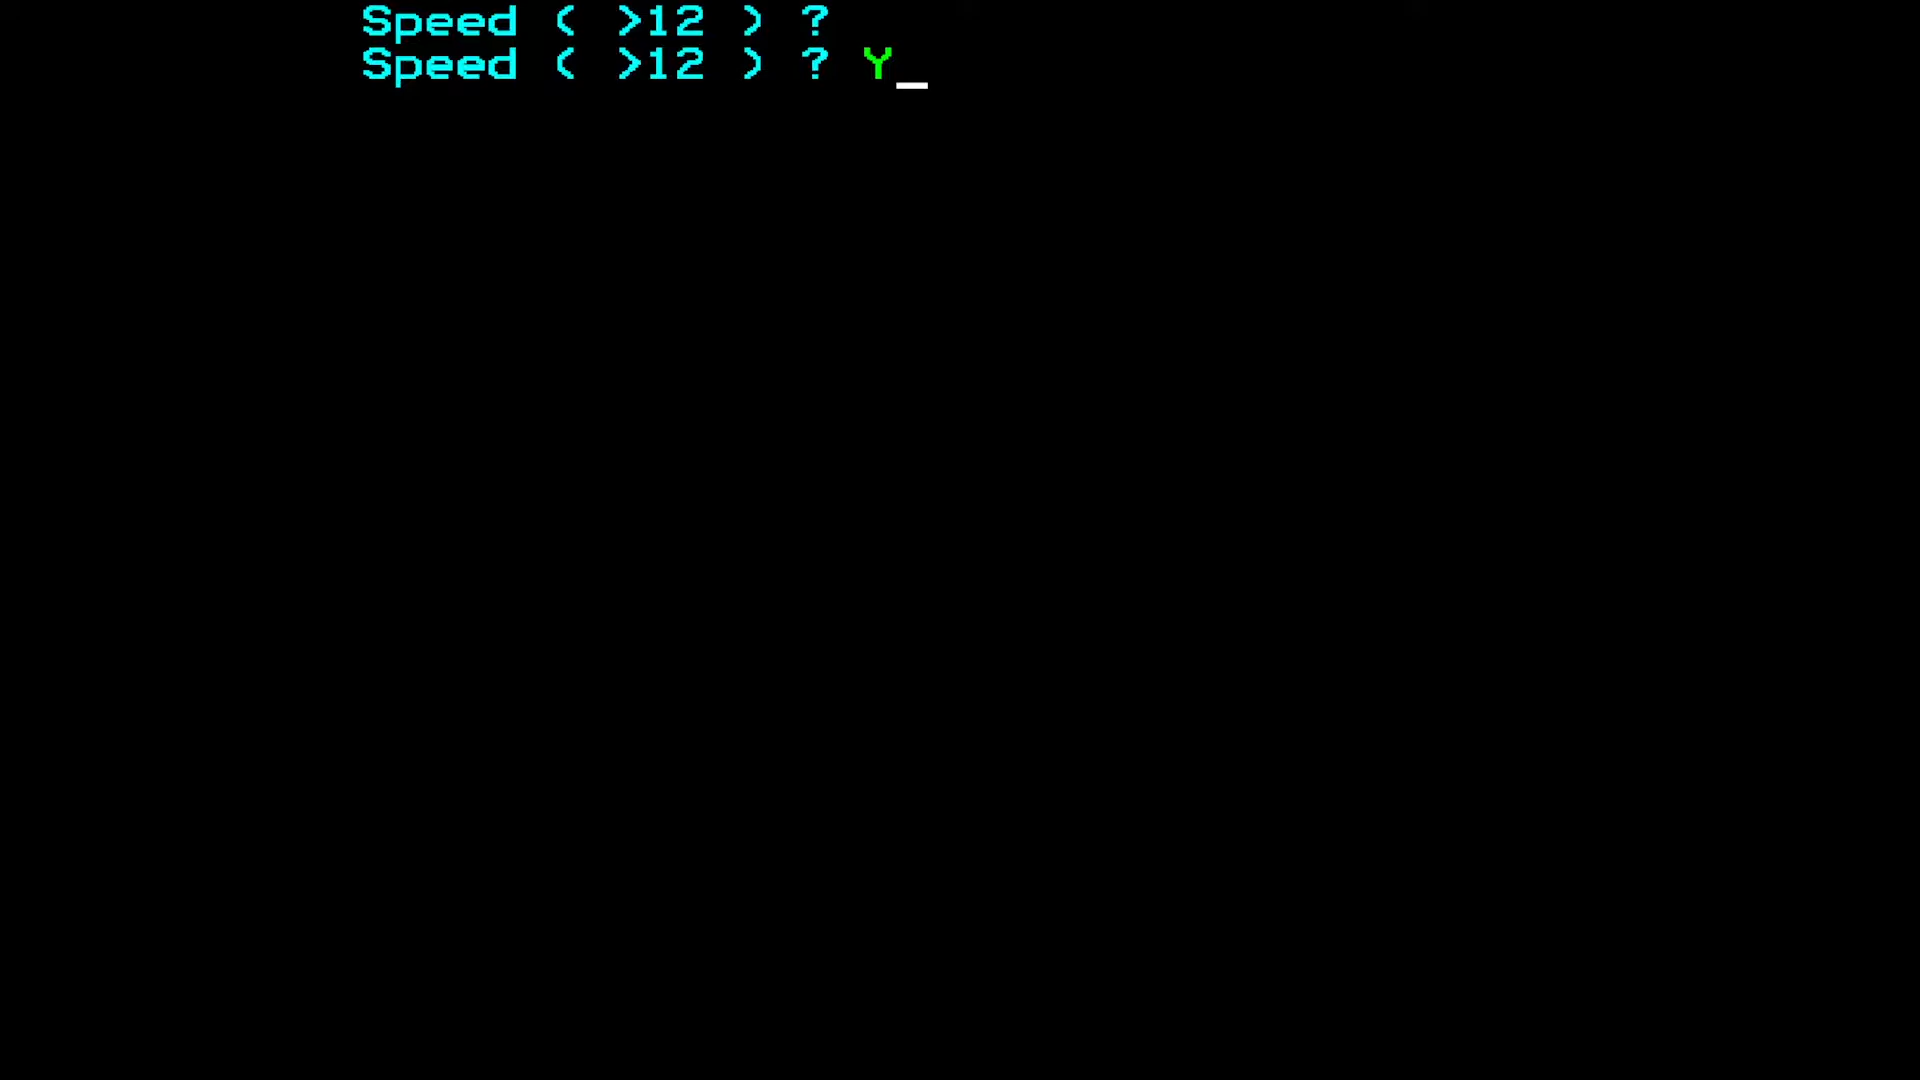 Speed ( >12 ) ?
Speed ( >12 ) ? Y_